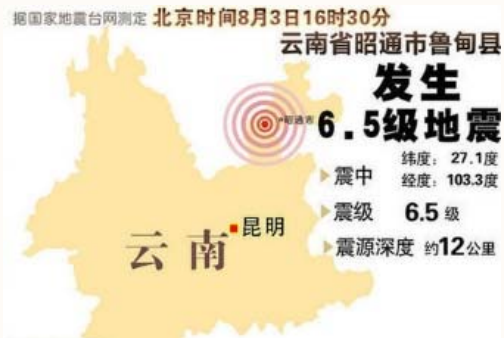 据国家地震台网测定 北京时间8月3日16时30分
云南省昭通市鲁甸县
发生
6.5级地震
昭通市
震中 纬度：27.1度
经度：103.3度
震级 6.5 级
震源深度 约12公里
昆明
云南